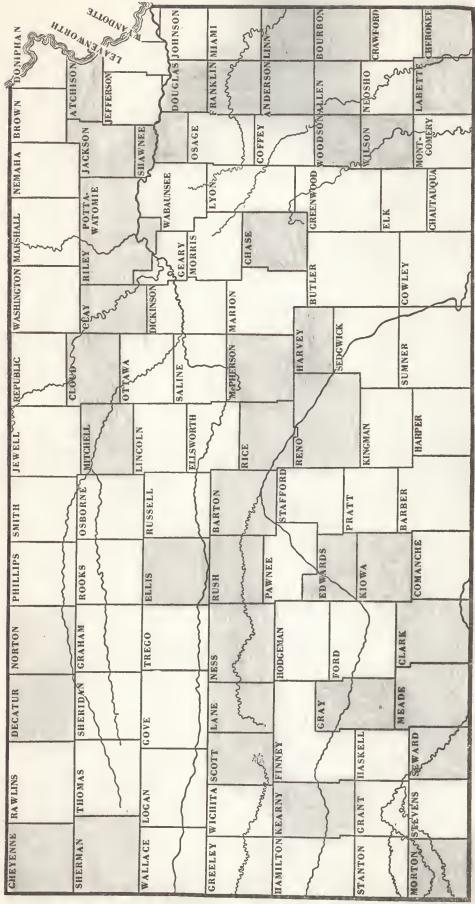 CHEYENNE
RAWLINS
DECATUR
NORTON
PHILLIPS
SMITH
JEWELL
REPUBLIC
WASHINGTON
MARSHALL
NEMAHA
BROWN
DONIPHAN
SHERMAN
THOMAS
SHERIDAN
GRAHAM
ROOKS
OSBORNE
MITCHELL
CLOUD
CLAY
RILEY
POTTA-
WATOMIE
JACKSON
ATCHISON
JEFFERSON
LEAVENWORTH
WYANDOTTE
WALLACE
LOGAN
GOVE
TREGO
ELLIS
RUSSELL
LINCOLN
OTTAWA
DICKINSON
GEARY
WABAUNSEE
SHAWNEE
DOUGLAS
JOHNSON
ELLSWORTH
SALINE
MORRIS
OSAGE
FRANKLIN
MIAMI
GREELEY
WICHITA
SCOTT
LANE
NESS
RUSH
BARTON
RICE
McPHERSON
MARION
CHASE
LYON
COFFEY
ANDERSON
LINN
HAMILTON
KEARNY
FINNEY
HODGEMAN
PAWNEE
STAFFORD
RENO
HARVEY
BUTLER
GREENWOOD
WOODSON
ALLEN
BOURBON
STANTON
GRANT
HASKELL
GRAY
FORD
EDWARDS
KIOWA
PRATT
KINGMAN
SEDGWICK
ELK
WILSON
NEOSHO
CRAWFORD
MORTON
STEVENS
SEWARD
MEADE
CLARK
COMANCHE
BARBER
HARPER
SUMNER
COWLEY
CHAUTAUQUA
MONT-
GOMERY
LABETTE
CHEROKEE